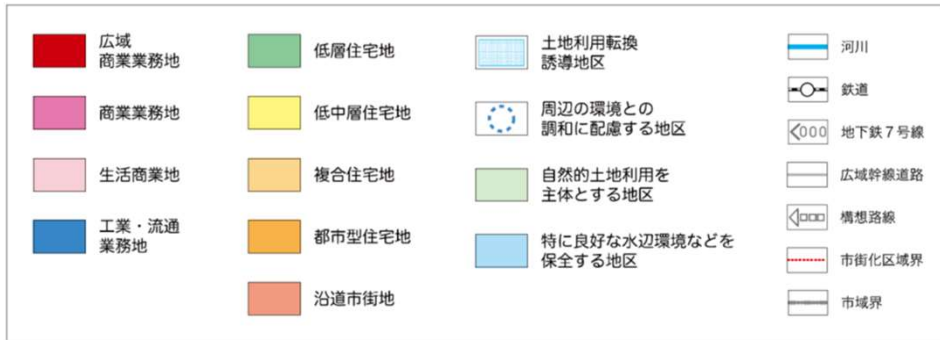 広域
商業業務地
商業業務地
生活商業地
工業・流通
業務地
低層住宅地
低中層住宅地
複合住宅地
都市型住宅地
沿道市街地
土地利用転換
誘導地区
周辺の環境との
調和に配慮する地区
自然的土地利用を
主体とする地区
特に良好な水辺環境などを
保全する地区
河川
鉄道
地下鉄７号線
広域幹線道路
構想路線
市街化区域界
市域界